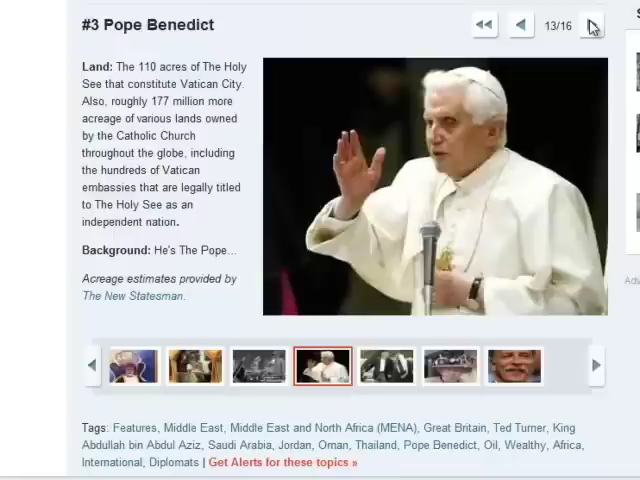 #3 Pope Benedict
13/16
Land: The 110 acres of The Holy
See that constitute Vatican City.
Also, roughly 177 million more
acreage of various lands owned
by the Catholic Church
throughout the globe, including
the hundreds of Vatican
embassies that are legally titled
to The Holy See as an
independent nation.
Background: He's The Pope...
Acreage estimates provided by
The New Statesman.
Tags: Features, Middle East, Middle East and North Africa (MENA), Great Britain, Ted Turner, King
Abdullah bin Abdul Aziz, Saudi Arabia, Jordan, Oman, Thailand, Pope Benedict, Oil, Wealthy, Africa,
International, Diplomats | Get Alerts for these topics »